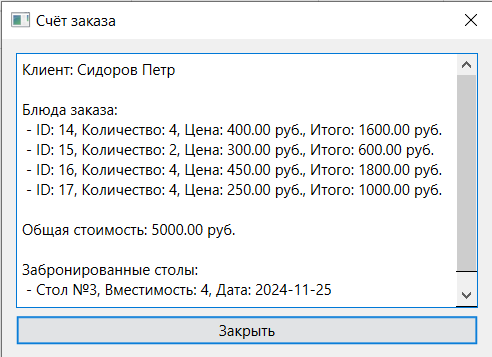 Счёт заказа
Клиент: Сидоров Петр
Блюда заказа:
- ID: 14, Количество: 4, Цена: 400.00 руб., Итого: 1600.00 руб.
- ID: 15, Количество: 2, Цена: 300.00 руб., Итого: 600.00 руб.
- ID: 16, Количество: 4, Цена: 450.00 руб., Итого: 1800.00 руб.
- ID: 17, Количество: 4, Цена: 250.00 руб., Итого: 1000.00 руб.
Общая стоимость: 5000.00 руб.
Забронированные столы:
- Стол №3, Вместимость: 4, Дата: 2024-11-25
Закрыть